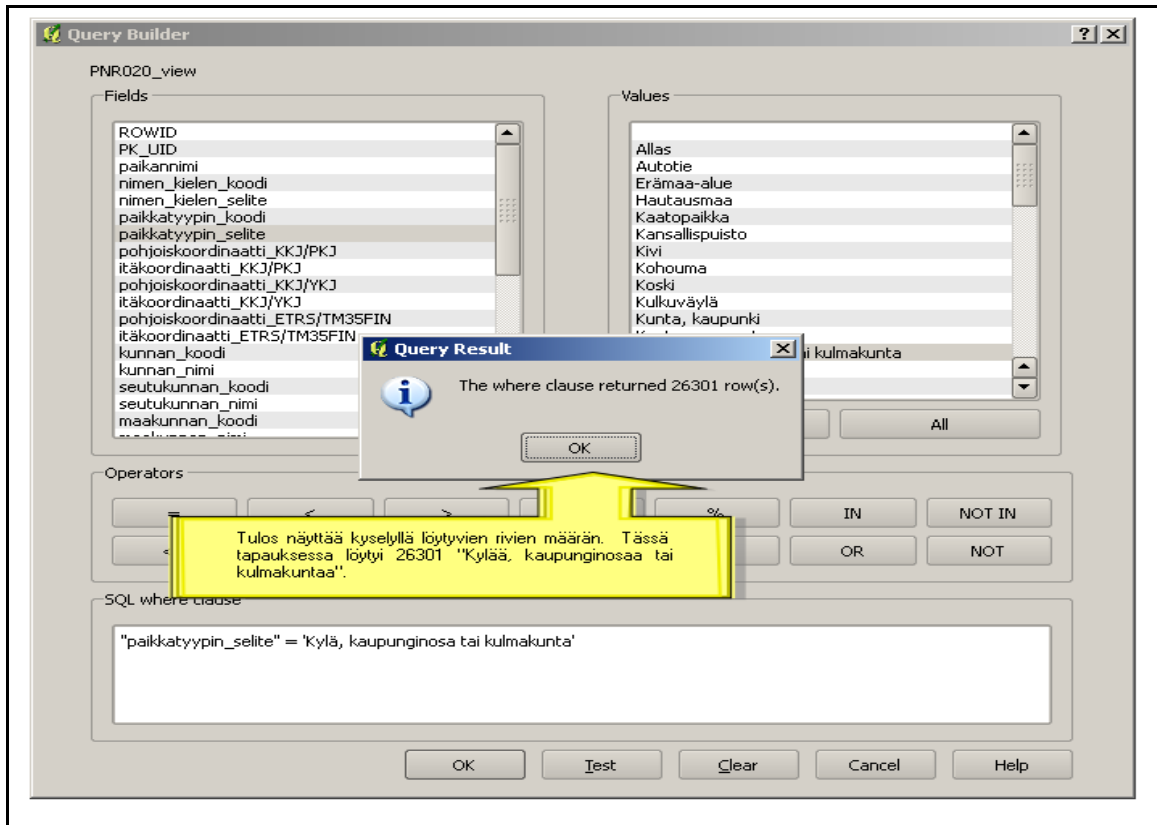 Query Builder
PNR020_view
Fields
ROWID
PK_UID
paikannimi
nimen_kielen_koodi
nimen_kielen_selite
paikkatyypin_koodi
paikkatyypin_selite
pohjoiskoordinaatti_KKJ/PKJ
itäkoordinaatti_KKJ/PKJ
pohjoiskoordinaatti_KKJ/YKJ
itäkoordinaatti_KKJ/YKJ
pohjoiskoordinaatti_ETRS/TM35FIN
itäkoordinaatti_ETRS/TM35FIN
kunnan_koodi
kunnan_nimi
seutukunnan_koodi
seutukunnan_nimi
maakunnan_koodi
Values
Allas
Autotie
Erämaa-alue
Hautausmaa
Kaatopaikka
Kansallispuisto
Kivi
Kohouma
Koski
Kulkuväylä
Kunta, kaupunki
kulmakunta
All
Query Result
The where clause returned 26301 row(s).
OK
Operators
=
<
>
%
IN
NOT IN
<
OR
NOT
Tulos näyttää kyselyllä löytyvien rivien määrän. Tässä
tapauksessa löytyi 26301 "Kylää, kaupunginosaa tai
kulmakuntaa".
SQL where clause
"paikkatyypin_selite" = 'Kylä, kaupunginosa tai kulmakunta'
OK
Test
Clear
Cancel
Help